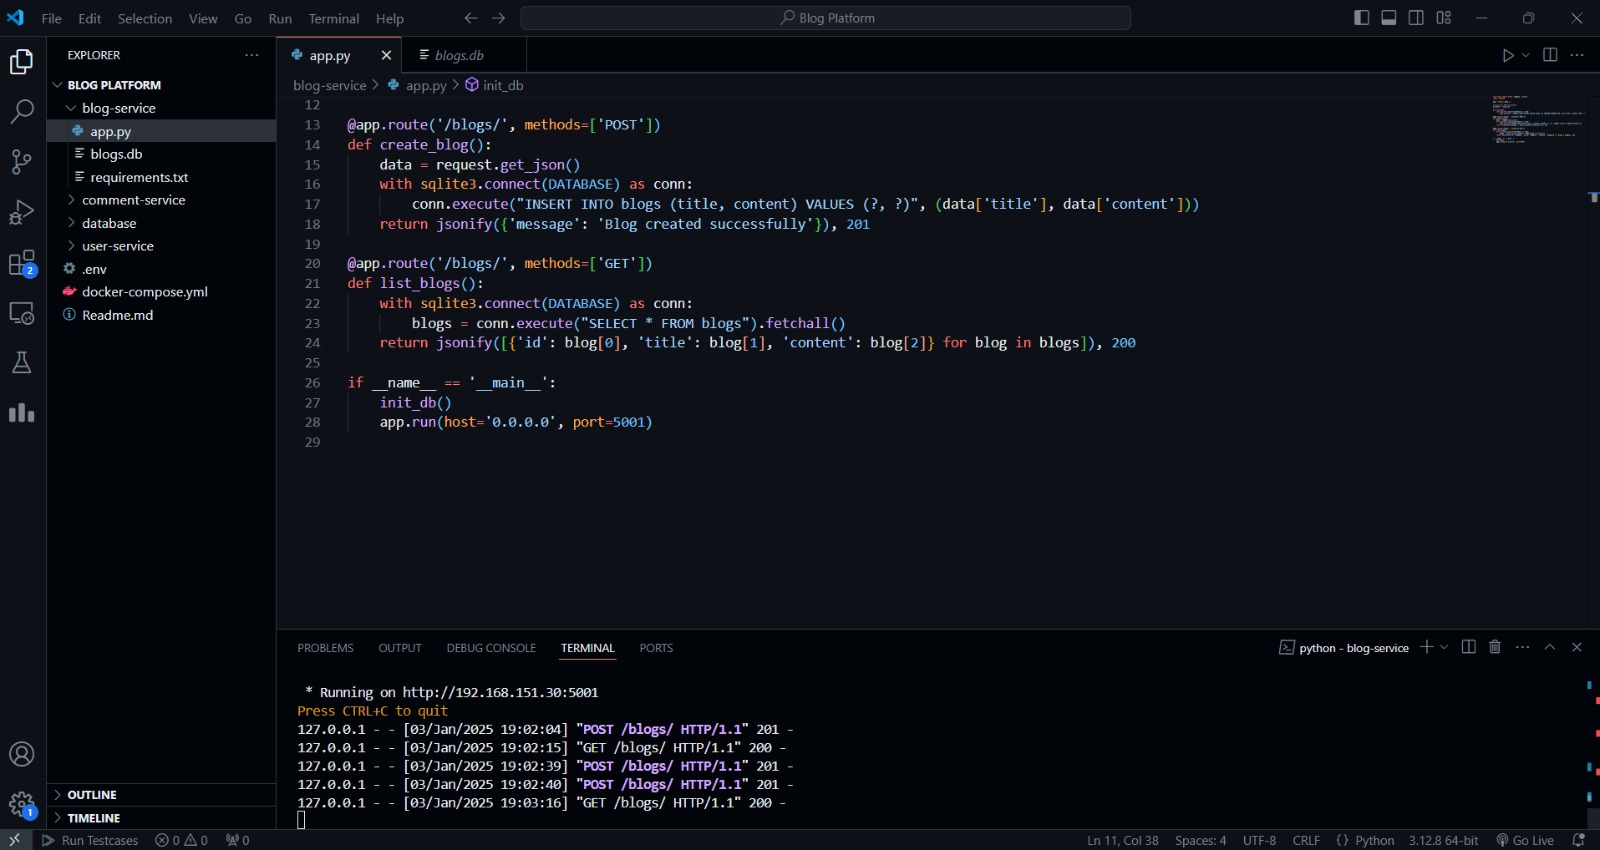 File Edit Selection View Go Run Terminal Help
Blog Platform
EXPLORER
BLOG PLATFORM
blog-service
app.py
blogs.db
requirements.txt
comment-service
database
user-service
.env
docker-compose.yml
Readme.md
OUTLINE
TIMELINE
2
1
app.py
blogs.db
blog-service > app.py > init_db
12
13 @app.route('/blogs/', methods=['POST'])
14 def create_blog():
15     data = request.get_json()
16     with sqlite3.connect(DATABASE) as conn:
17         conn.execute("INSERT INTO blogs (title, content) VALUES (?, ?)", (data['title'], data['content']))
18     return jsonify({'message': 'Blog created successfully'}), 201
19
20 @app.route('/blogs/', methods=['GET'])
21 def list_blogs():
22     with sqlite3.connect(DATABASE) as conn:
23         blogs = conn.execute("SELECT * FROM blogs").fetchall()
24     return jsonify([{'id': blog[0], 'title': blog[1], 'content': blog[2]} for blog in blogs]), 200
25
26 if __name__ == '__main__':
27     init_db()
28     app.run(host='0.0.0.0', port=5001)
29
PROBLEMS OUTPUT DEBUG CONSOLE TERMINAL PORTS
python - blog-service
* Running on http://192.168.151.30:5001
Press CTRL+C to quit
127.0.0.1 - - [03/Jan/2025 19:02:04] "POST /blogs/ HTTP/1.1" 201 -
127.0.0.1 - - [03/Jan/2025 19:02:15] "GET /blogs/ HTTP/1.1" 200 -
127.0.0.1 - - [03/Jan/2025 19:02:39] "POST /blogs/ HTTP/1.1" 201 -
127.0.0.1 - - [03/Jan/2025 19:02:40] "POST /blogs/ HTTP/1.1" 201 -
127.0.0.1 - - [03/Jan/2025 19:03:16] "GET /blogs/ HTTP/1.1" 200 -
Run Testcases 0 0 0 Ln 11, Col 38 Spaces: 4 UTF-8 CRLF {} Python 3.12.8 64-bit Go Live